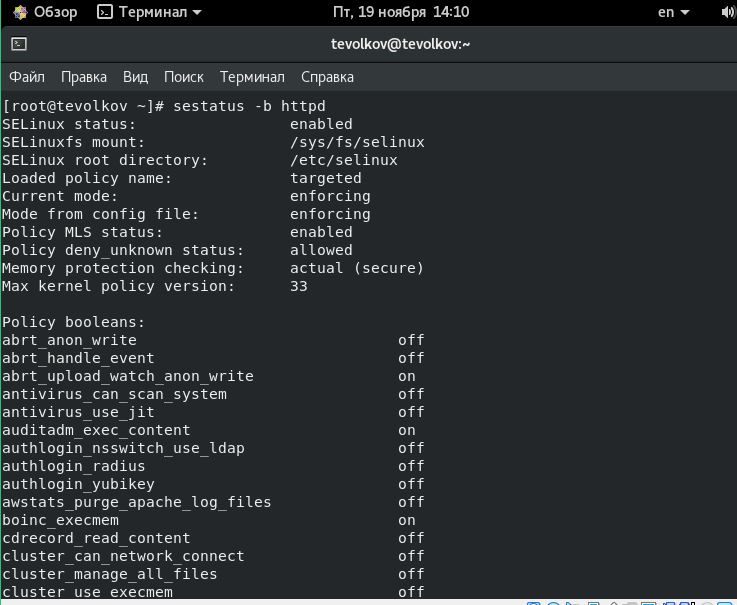 Обзор Терминал Пт, 19 ноября 14:10 en
tevolkov@tevolkov:~
Файл Правка Вид Поиск Терминал Справка
[root@tevolkov ~]# sestatus -b httpd
SELinux status: enabled
SELinuxfs mount: /sys/fs/selinux
SELinux root directory: /etc/selinux
Loaded policy name: targeted
Current mode: enforcing
Mode from config file: enforcing
Policy MLS status: enabled
Policy deny_unknown status: allowed
Memory protection checking: actual (secure)
Max kernel policy version: 33
Policy booleans:
abrt_anon_write off
abrt_handle_event off
abrt_upload_watch_anon_write on
antivirus_can_scan_system off
antivirus_use_jit off
auditadm_exec_content on
authlogin_nsswitch_use_ldap off
authlogin_radius off
authlogin_yubikey off
awstats_purge_apache_log_files off
boinc_execmem on
cdrecord_read_content off
cluster_can_network_connect off
cluster_manage_all_files off
cluster_use_execmem off